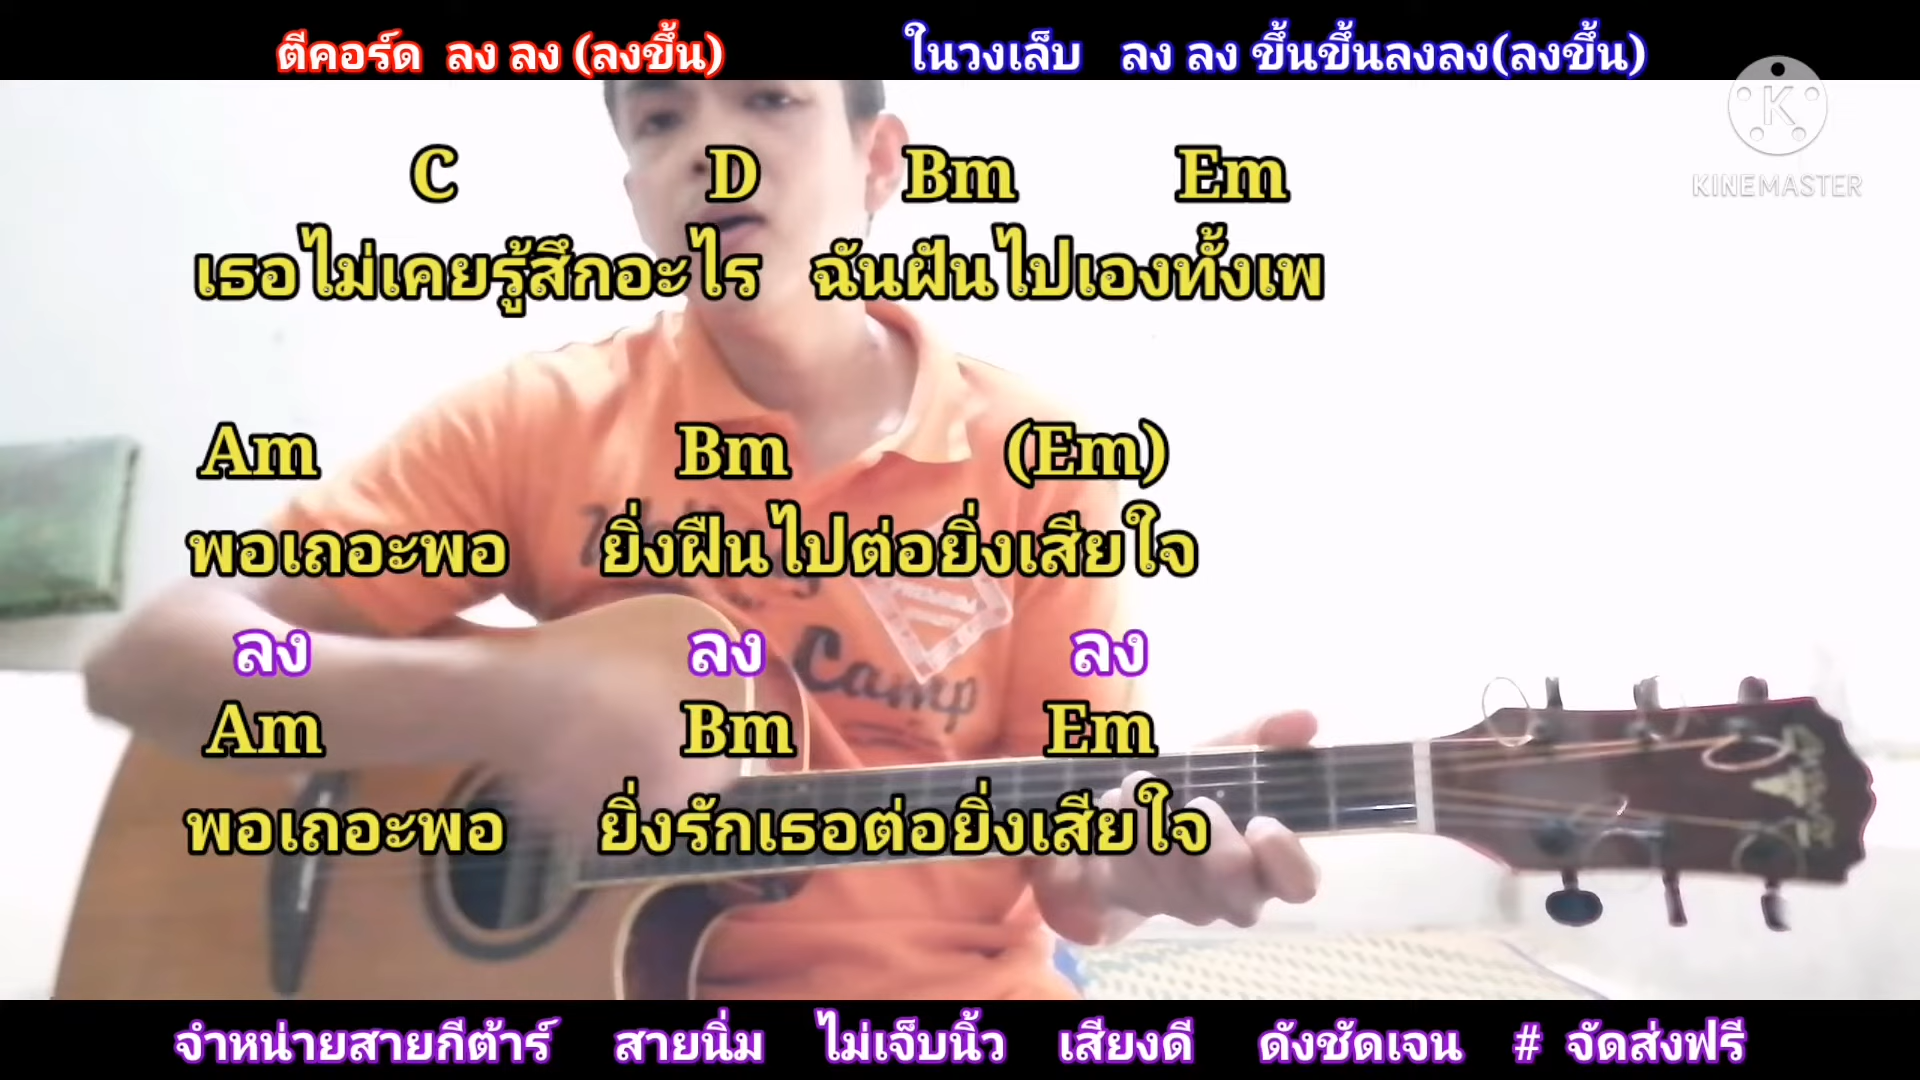 ตีคอร์ด ลง ลง (ลงขึ้น) ในวงเล็บ ลง ลง ขึ้นขึ้นลงลง(ลงขึ้น)
K
KINEMASTER
C D Bm Em
เธอไม่เคยรู้สึกอะไร ฉันฝันไปเองทั้งเพ
Am Bm (Em)
พอเถอะพอ ยิ่งฝืนไปต่อยิ่งเสียใจ
ลง ลง ลง
Camp
Am Bm Em
พอเถอะพอ ยิ่งรักเธอต่อยิ่งเสียใจ
จำหน่ายสายกีต้าร์ สายนิ่ม ไม่เจ็บนิ้ว เสียงดี ดังชัดเจน # จัดส่งฟรี